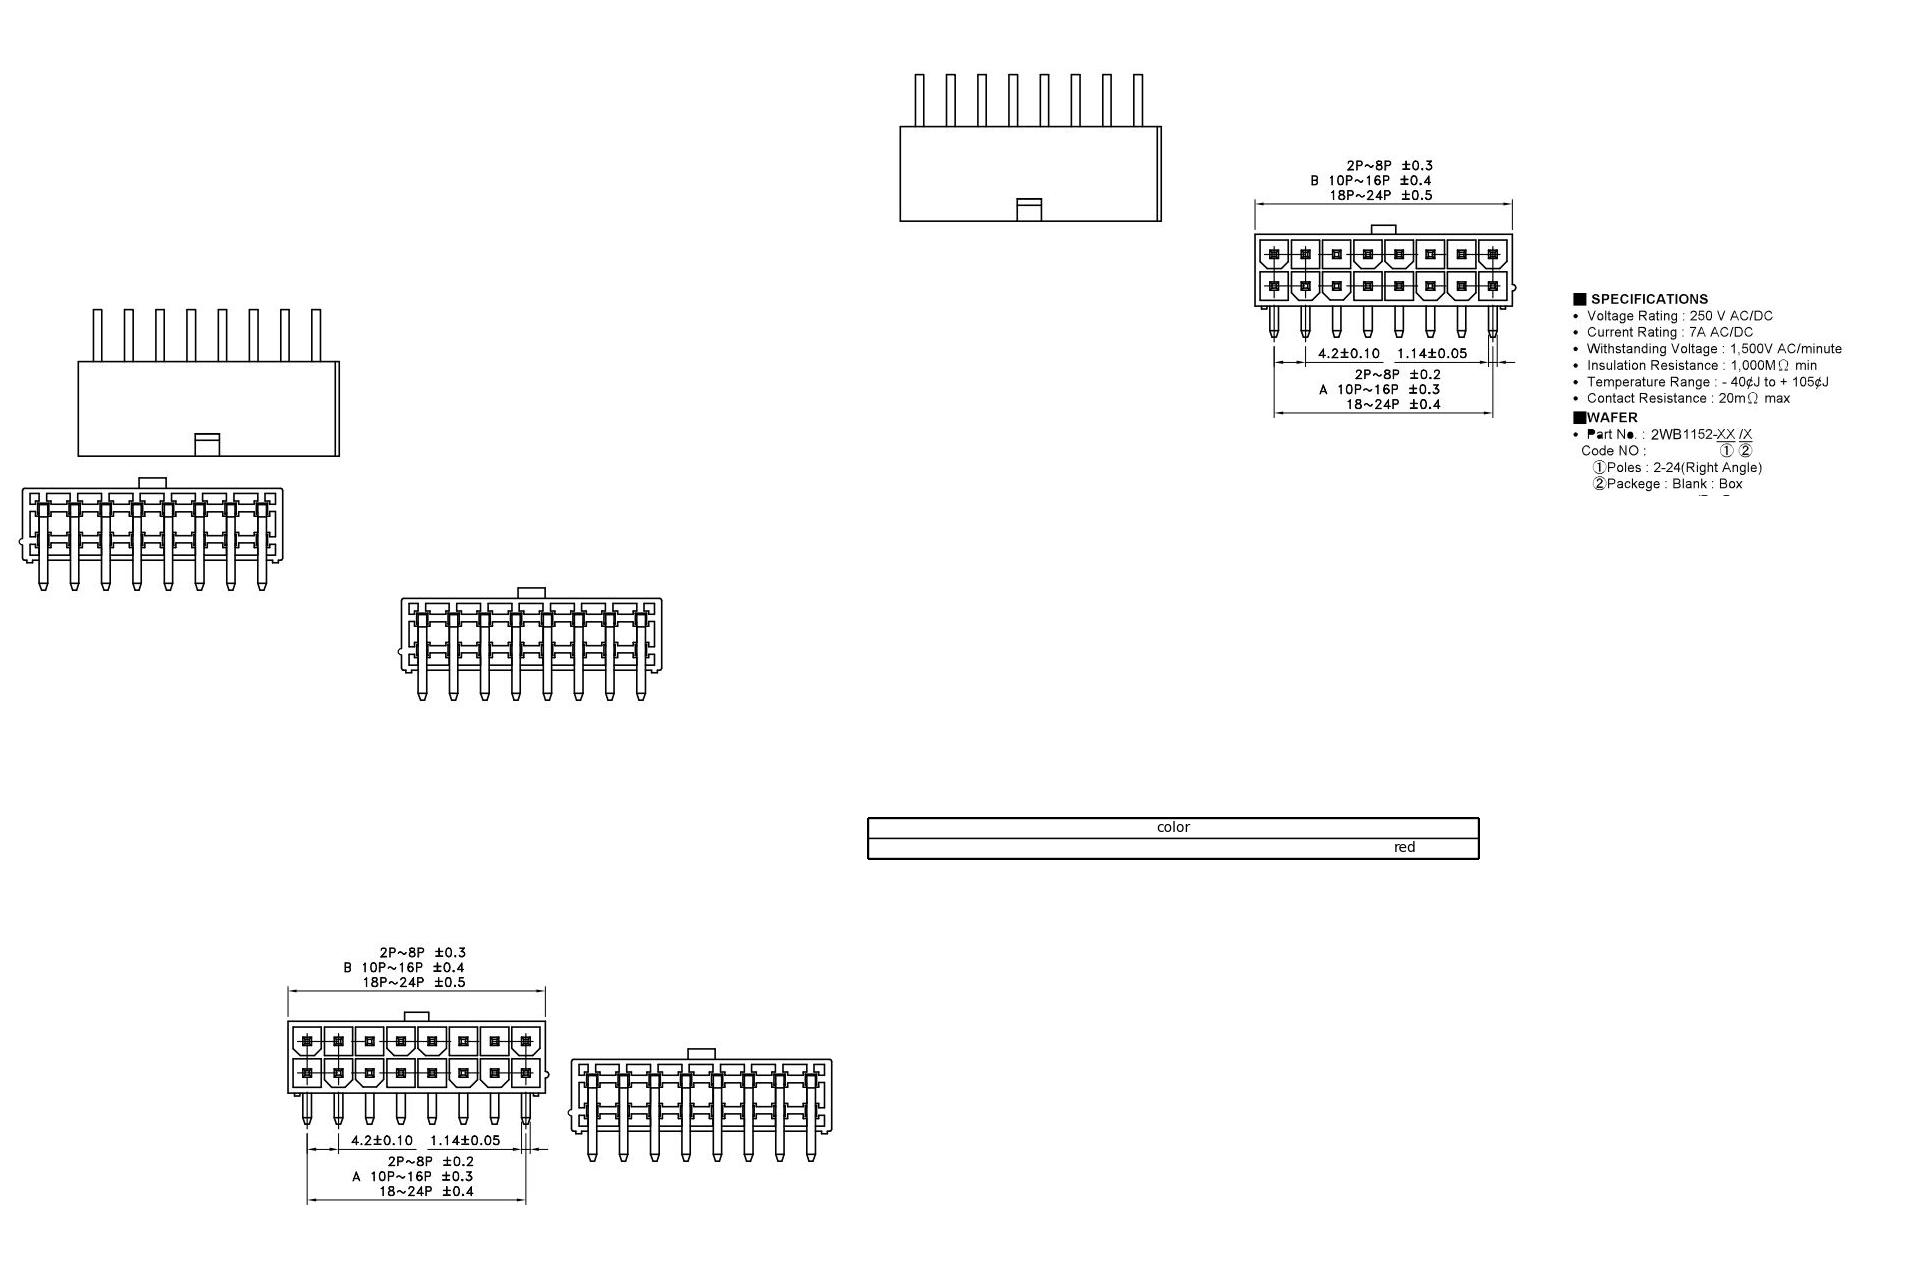 2P~8P ±0.3
B 10P~16P ±0.4
18P~24P ±0.5
4.2±0.10 1.14±0.05
2P~8P ±0.2
A 10P~16P ±0.3
18~24P ±0.4
■ SPECIFICATIONS
• Voltage Rating : 250 V AC/DC
• Current Rating : 7A AC/DC
• Withstanding Voltage : 1,500V AC/minute
• Insulation Resistance : 1,000MΩ min
• Temperature Range : - 40¢J to + 105¢J
• Contact Resistance : 20mΩ max
■WAFER
• Part No. : 2WB1152-XX /X
Code NO : ① ②
①Poles : 2-24(Right Angle)
②Packege : Blank : Box
color
red
2P~8P ±0.3
B 10P~16P ±0.4
18P~24P ±0.5
4.2±0.10 1.14±0.05
2P~8P ±0.2
A 10P~16P ±0.3
18~24P ±0.4